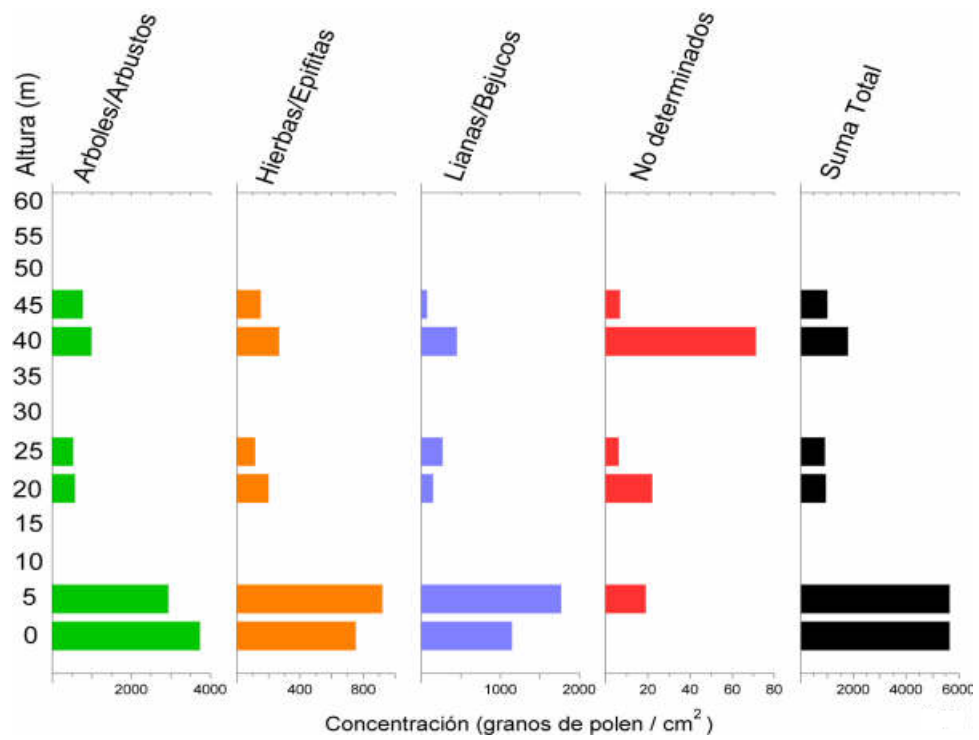 Altura (m)
Arboles/Arbustos
Hierbas/Epifitas
Lianas/Bejucos
No determinados
Suma Total
60
55
50
45
40
35
30
25
20
15
10
5
0
2000 4000 400 800 1000 2000 20 40 60 80 2000 4000 6000
Concentración (granos de polen / cm²)